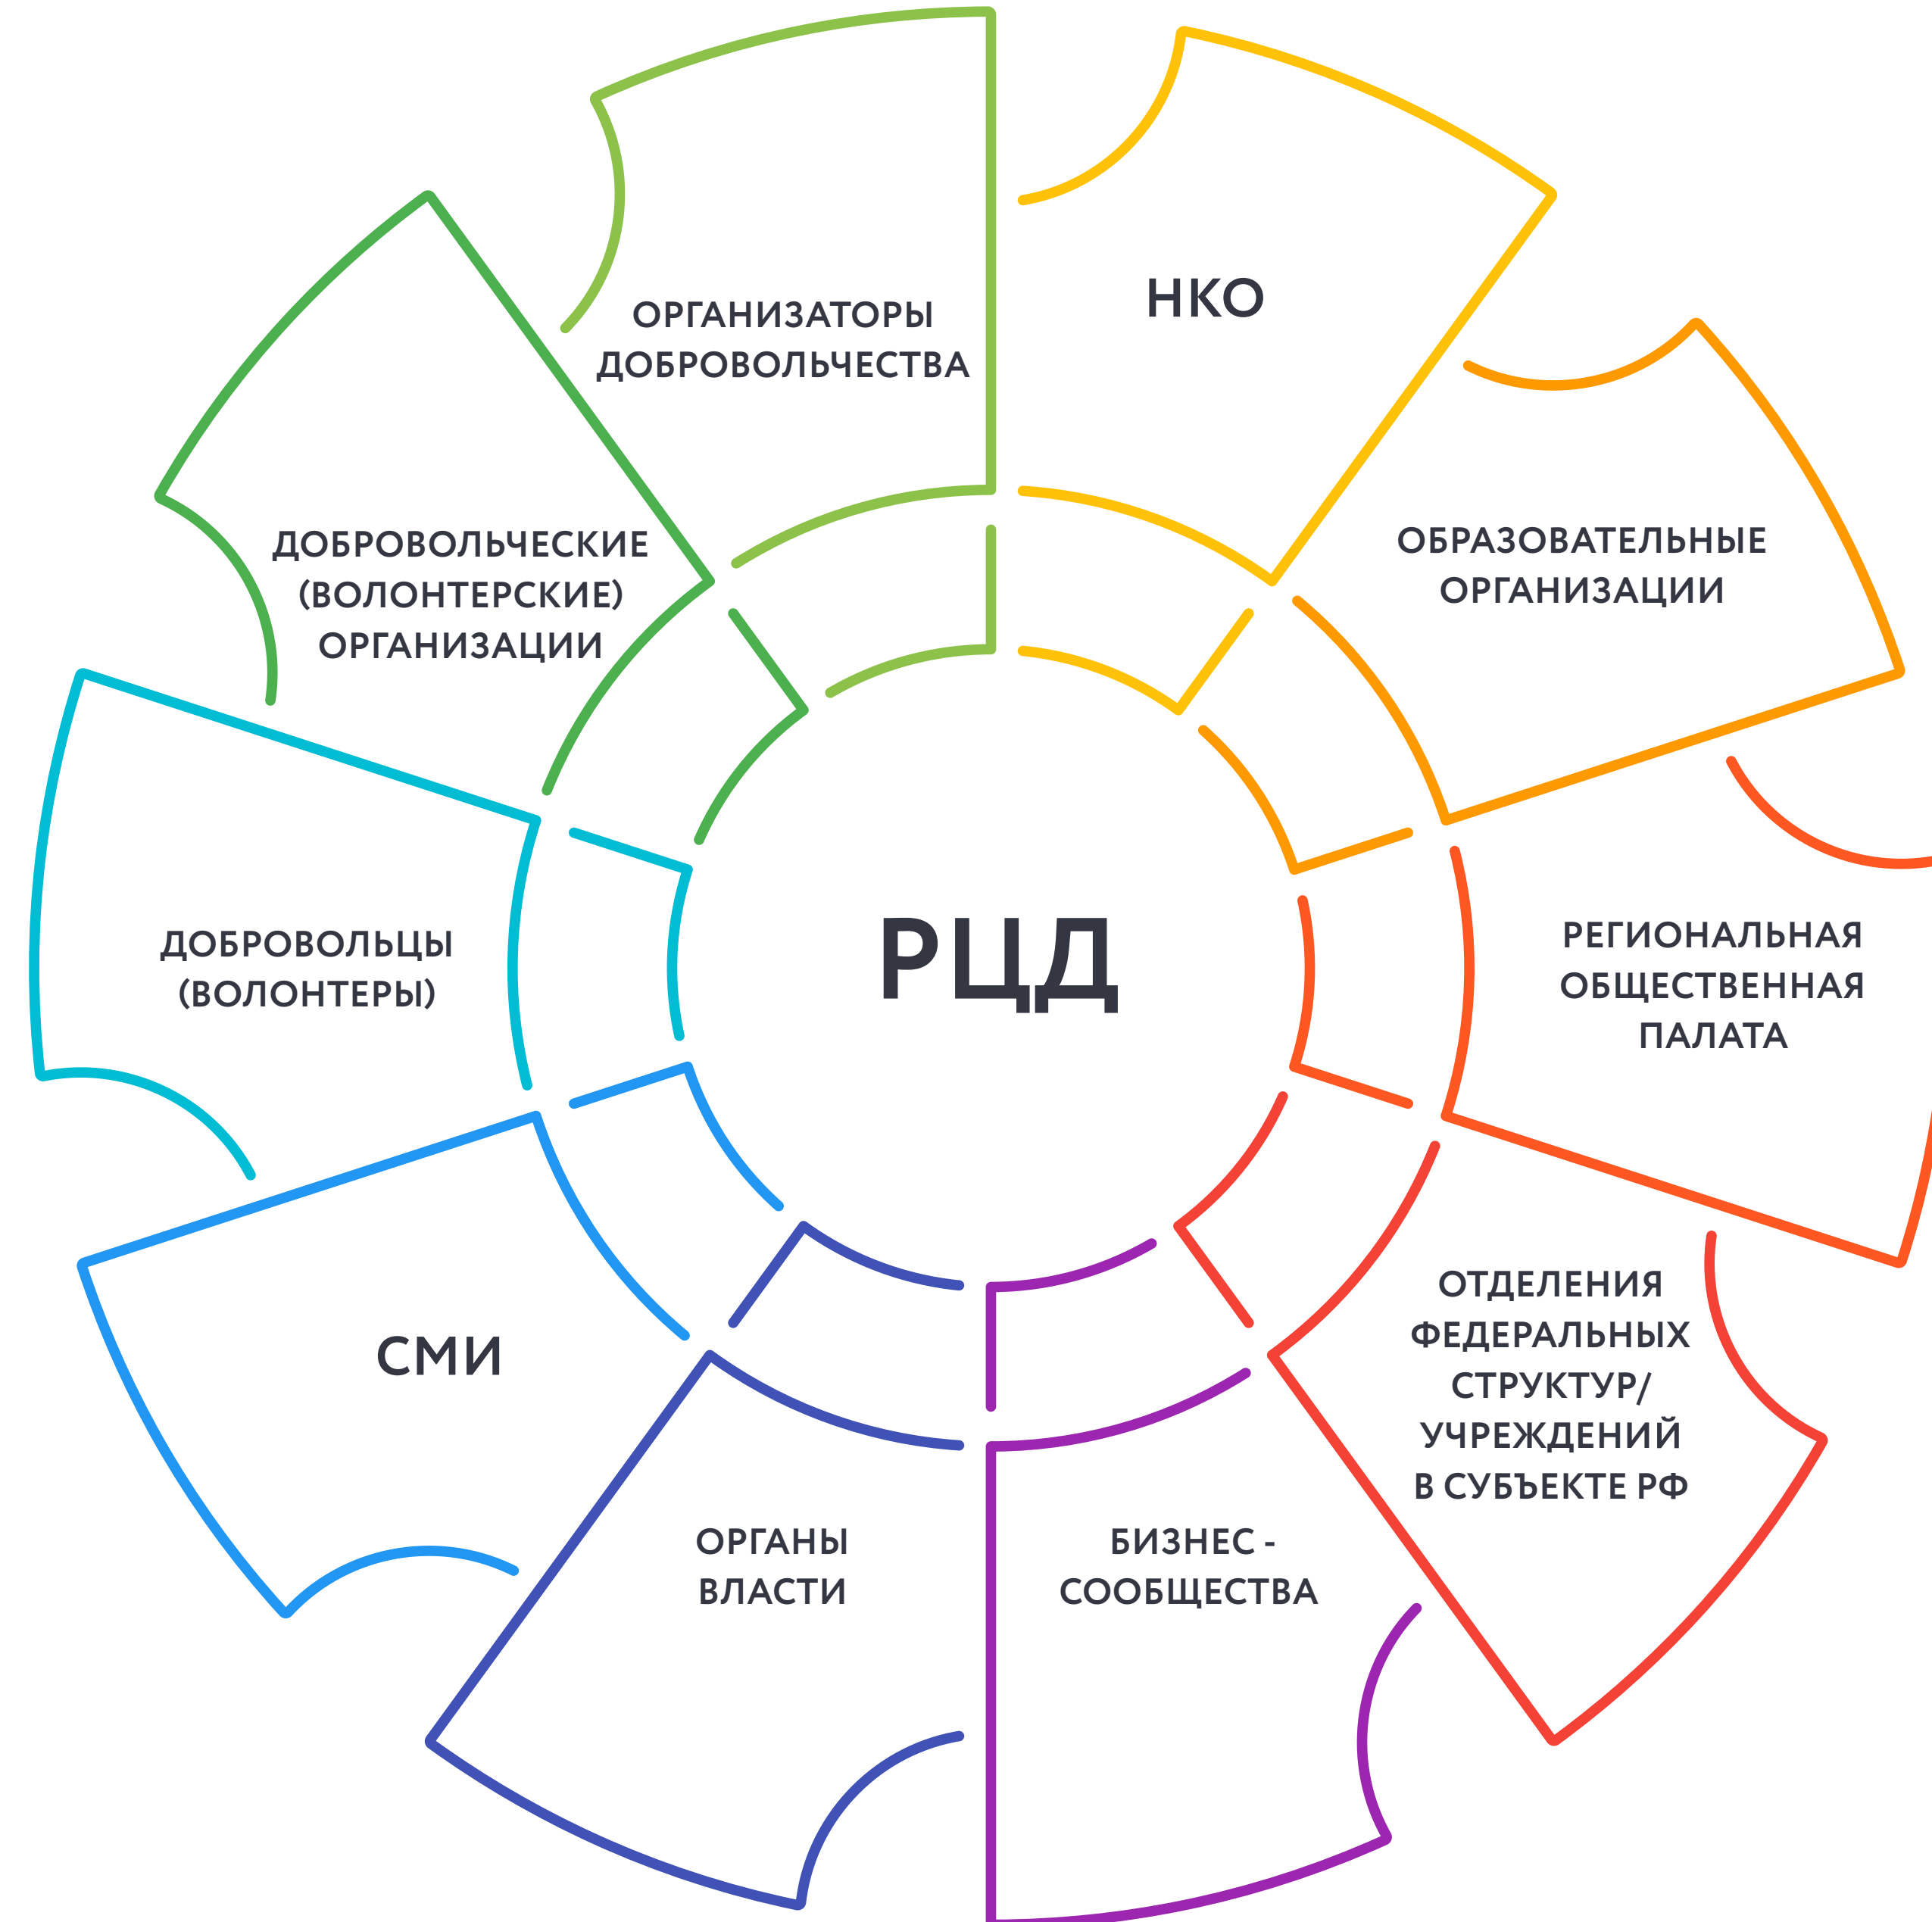 НКО
ОРГАНИЗАТОРЫ
ДОБРОВОЛЬЧЕСТВА
ОБРАЗОВАТЕЛЬНЫЕ
ОРГАНИЗАЦИИ
ДОБРОВОЛЬЧЕСКИЕ
(ВОЛОНТЕРСКИЕ)
ОРГАНИЗАЦИИ
РЦД
РЕГИОНАЛЬНАЯ
ОБЩЕСТВЕННАЯ
ПАЛАТА
ДОБРОВОЛЬЦЫ
(ВОЛОНТЕРЫ)
ОТДЕЛЕНИЯ
ФЕДЕРАЛЬНЫХ
СТРУКТУР/
УЧРЕЖДЕНИЙ
В СУБЪЕКТЕ РФ
СМИ
ОРГАНЫ
ВЛАСТИ
БИЗНЕС -
СООБЩЕСТВА